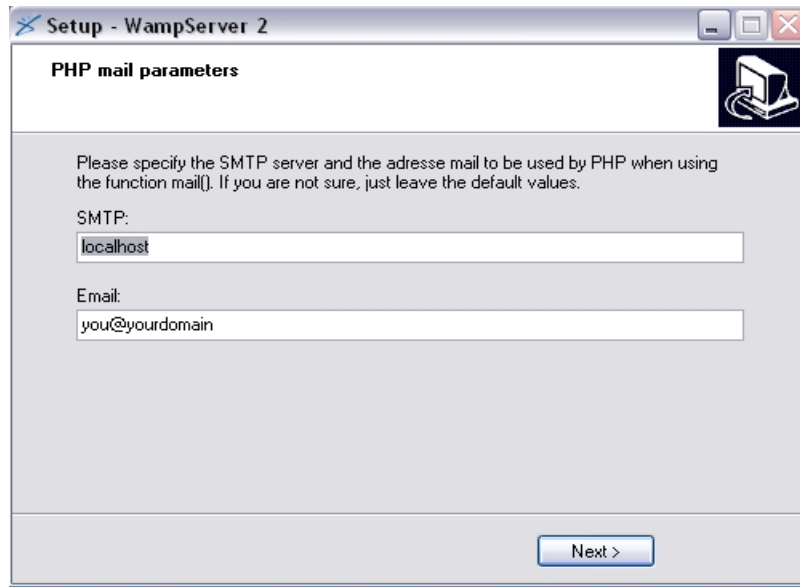 Setup - WampServer 2
PHP mail parameters
Please specify the SMTP server and the adresse mail to be used by PHP when using
the function mail(). If you are not sure, just leave the default values.
SMTP:
localhost
Email:
you@yourdomain
Next >